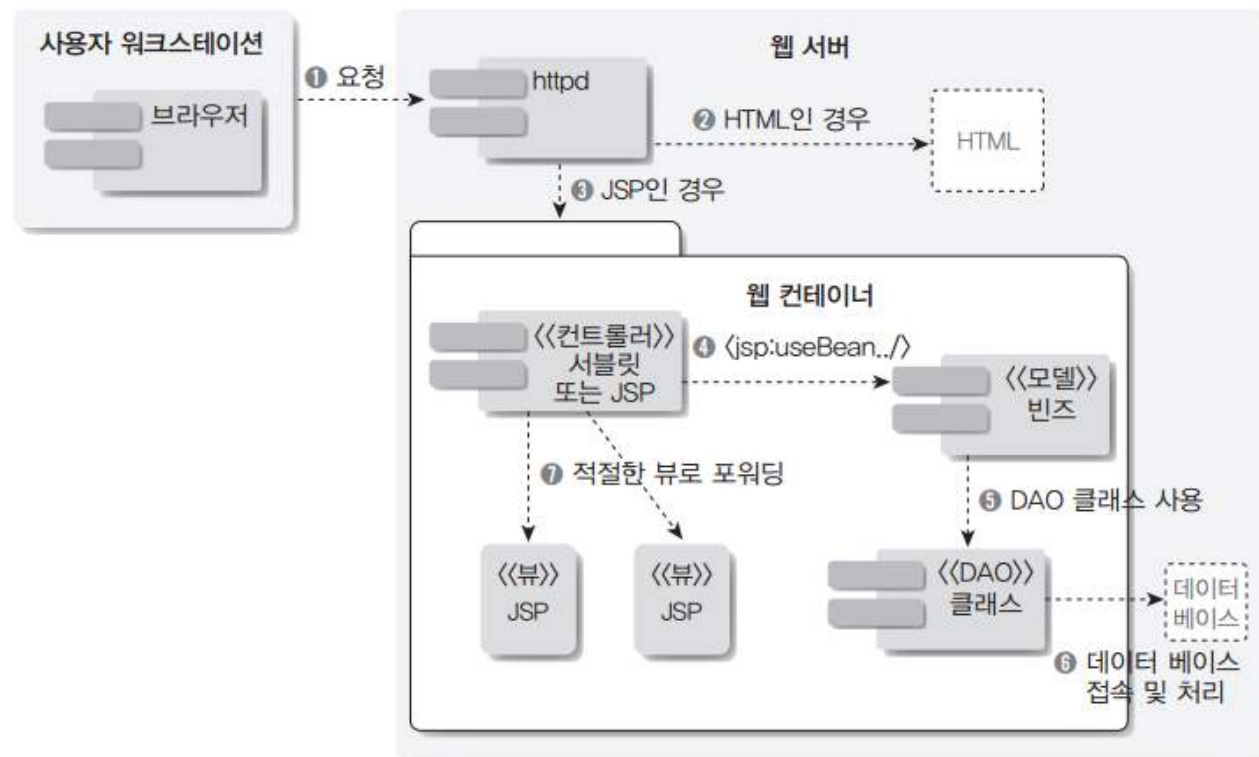 사용자 워크스테이션
브라우저
❶ 요청
웹 서버
httpd
❷ HTML인 경우
HTML
❸ JSP인 경우
웹 컨테이너
〈〈컨트롤러〉〉
서블릿
또는 JSP
❹ 〈jsp:useBean../〉
〈〈모델〉〉
빈즈
❼ 적절한 뷰로 포워딩
❺ DAO 클래스 사용
〈〈뷰〉〉
JSP
〈〈뷰〉〉
JSP
〈〈DAO〉〉
클래스
데이터
베이스
❻ 데이터 베이스
접속 및 처리